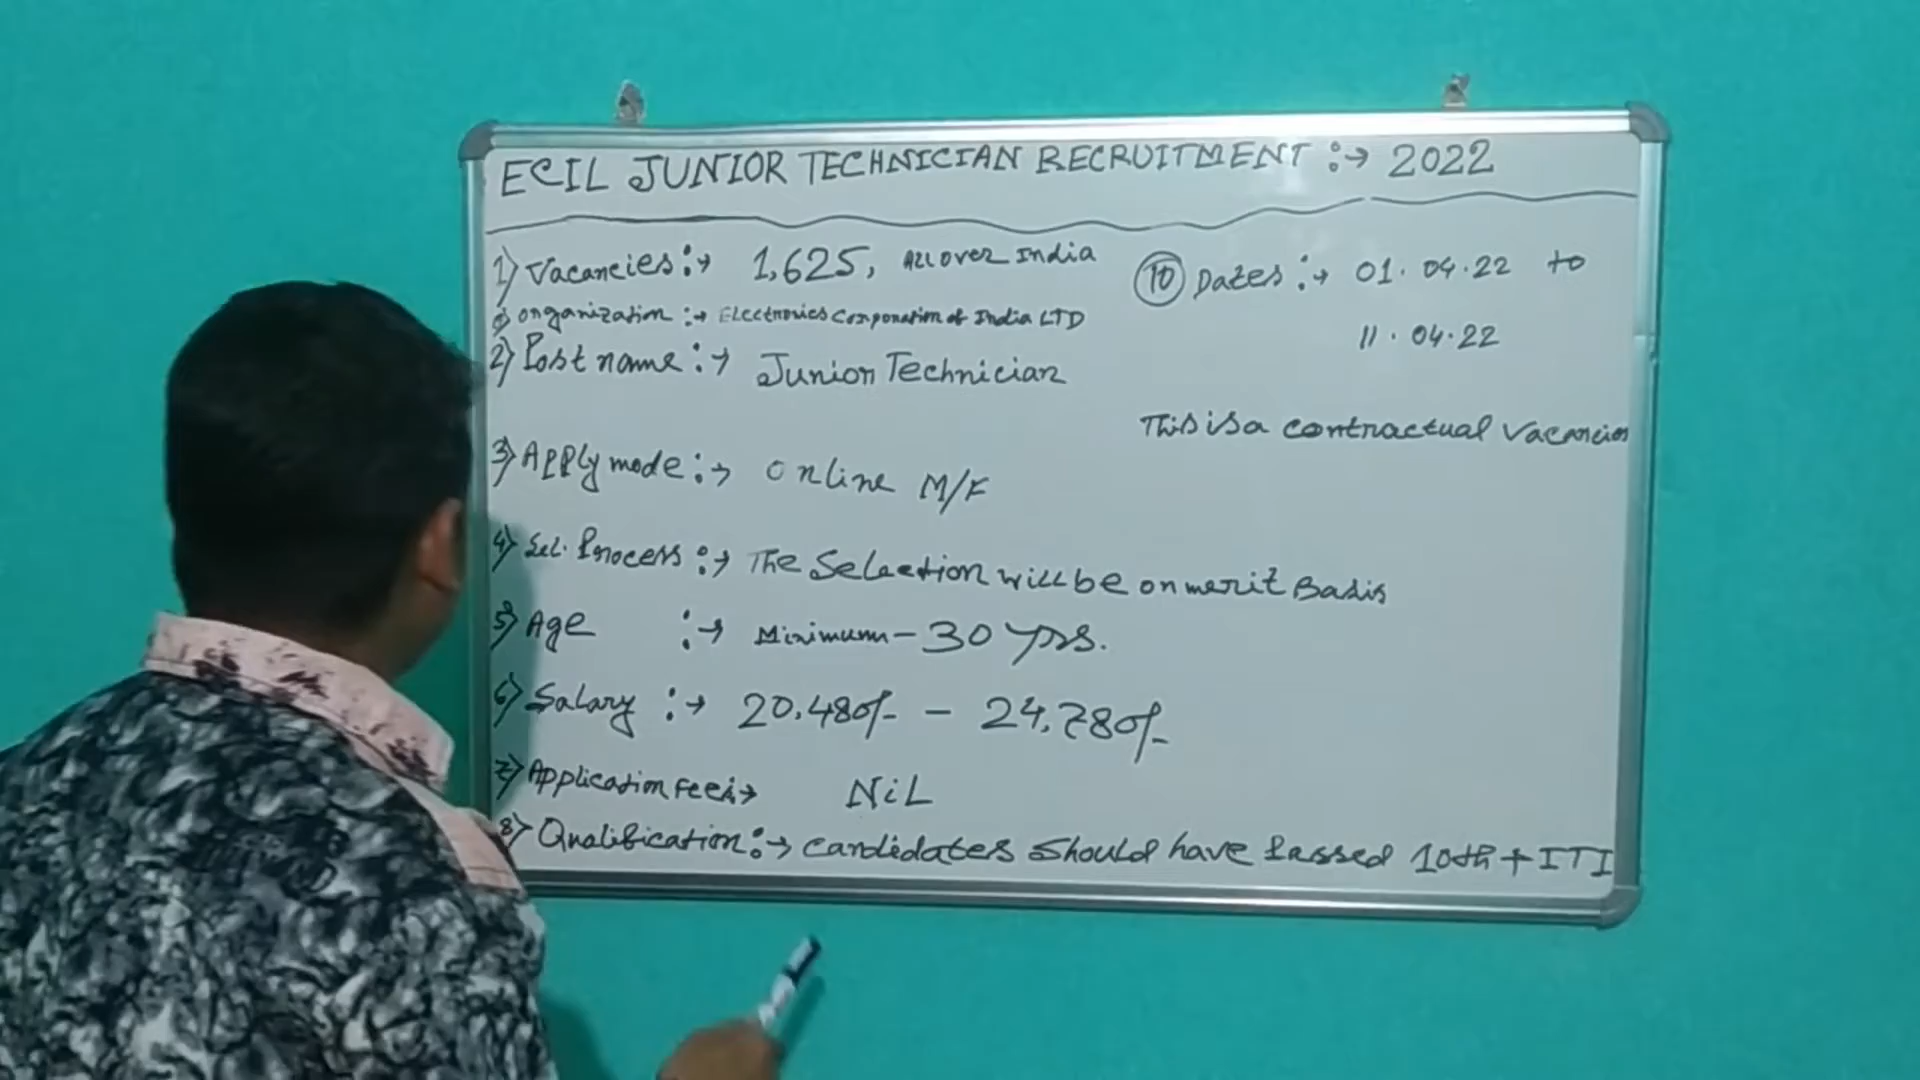 ECIL JUNIOR TECHNICIAN RECRUITMENT :→ 2022
1) Vacancies :→ 1,625, All over India
Organization :→ Electronics Corporation of India LTD
2) Post name :→ Junior Technician
3) Apply mode :→ Online M/F
4) Sel. Process :→ The Selection will be on merit Basis
5) Age :→ Minimum - 30 yrs.
6) Salary :→ 20,480/- - 24,780/-
7) Application Fee :→ NiL
8) Qualification :→ Candidates Should have Passed 10th + ITI
10 Dates :→ 01.04.22 to
11.04.22
This is a contractual Vacancies